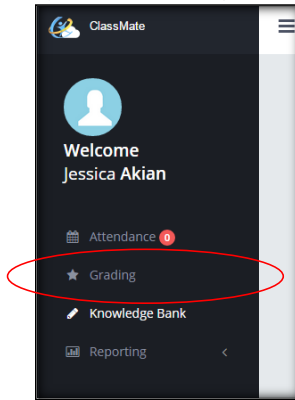 ClassMate
Welcome
Jessica Akian
Attendance 0
Grading
Knowledge Bank
Reporting